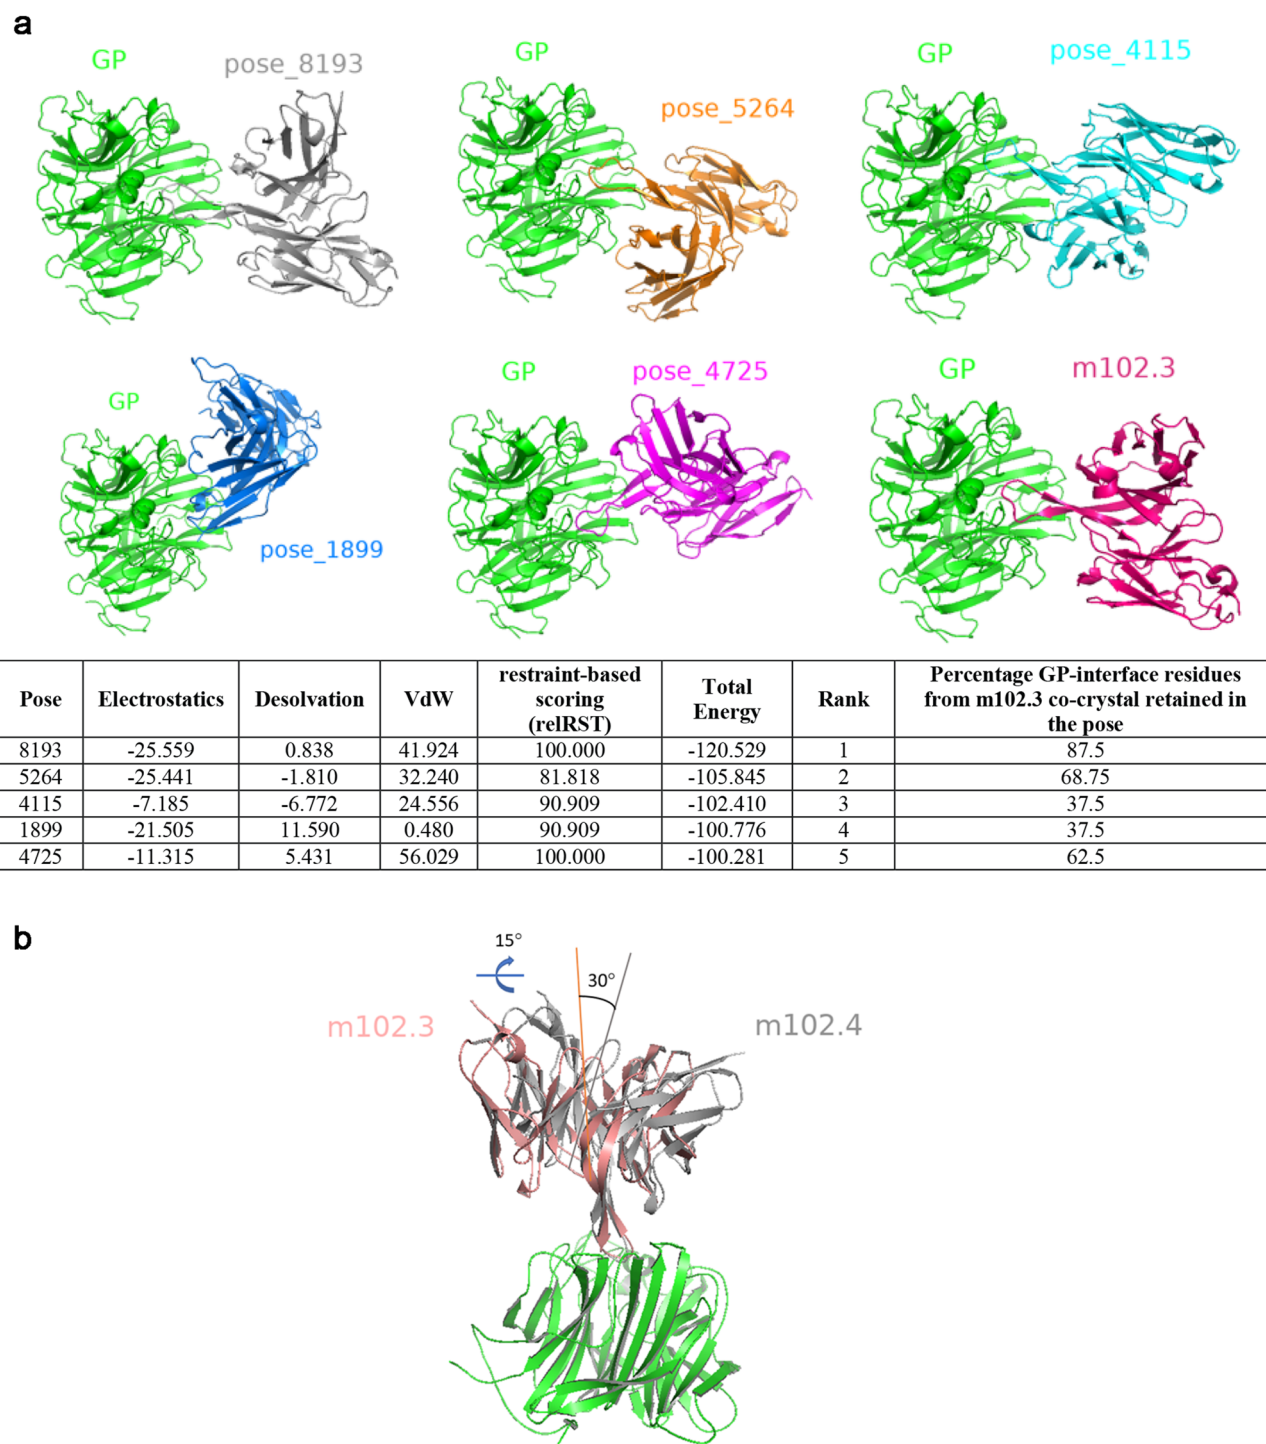 a
GP pose_8193
GP pose_5264
GP pose_4115
GP pose_1899
GP pose_4725
GP m102.3
Pose Electrostatics Desolvation VdW restraint-based scoring (relRST) Total Energy Rank Percentage GP-interface residues from m102.3 co-crystal retained in the pose
8193 -25.559 0.838 41.924 100.000 -120.529 1 87.5
5264 -25.441 -1.810 32.240 81.818 -105.845 2 68.75
4115 -7.185 -6.772 24.556 90.909 -102.410 3 37.5
1899 -21.505 11.590 0.480 90.909 -100.776 4 37.5
4725 -11.315 5.431 56.029 100.000 -100.281 5 62.5
b
15°
30°
m102.3
m102.4